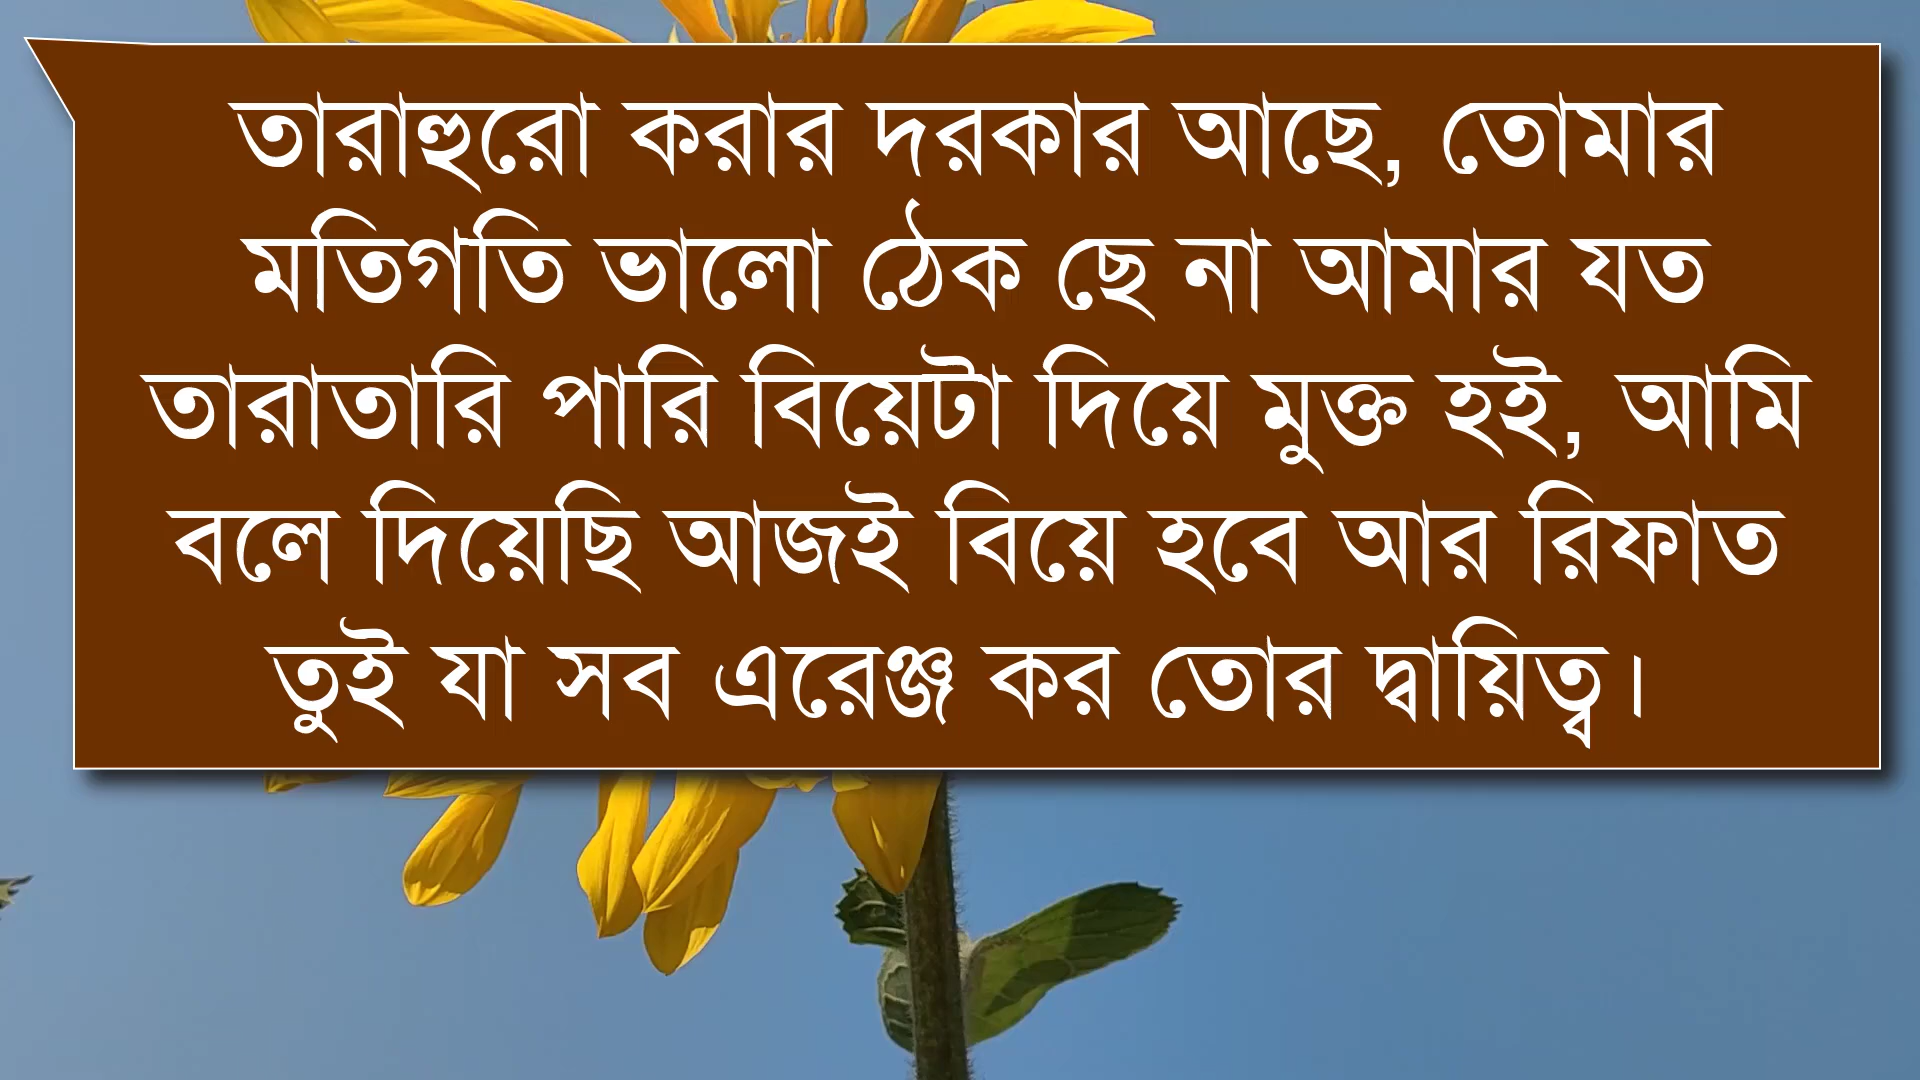 তারাহুরো করার দরকার আছে, তোমার
মতিগতি ভালো ঠেক ছে না আমার যত
তারাতারি পারি বিয়েটা দিয়ে মুক্ত হই, আমি
বলে দিয়েছি আজই বিয়ে হবে আর রিফাত
তুই যা সব এরেঞ্জ কর তোর দ্বায়িত্ব।